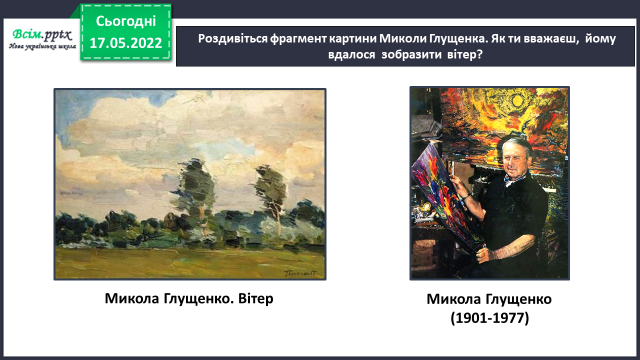 Всім.pptx
Нова українська школа
Сьогодні
17.05.2022
Роздивіться фрагмент картини Миколи Глущенка. Як ти вважаєш, йому
вдалося зобразити вітер?
Микола Глущенко. Вітер
Микола Глущенко
(1901-1977)